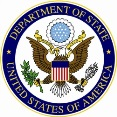 DEPARTMENT OF STATE
UNITED STATES OF AMERICA